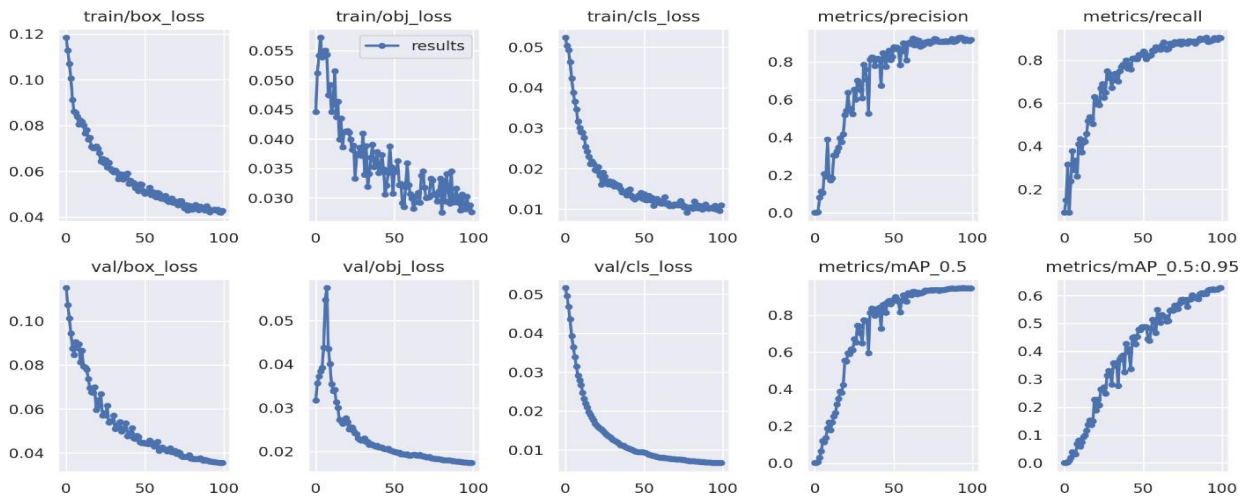 train/box_loss
0.12
0.10
0.08
0.06
0.04
0 50 100
train/obj_loss
results
0.055
0.050
0.045
0.040
0.035
0.030
0 50 100
train/cls_loss
0.05
0.04
0.03
0.02
0.01
0 50 100
metrics/precision
0.8
0.6
0.4
0.2
0.0
0 50 100
metrics/recall
0.8
0.6
0.4
0.2
0 50 100
val/box_loss
0.10
0.08
0.06
0.04
0 50 100
val/obj_loss
0.05
0.04
0.03
0.02
0 50 100
val/cls_loss
0.05
0.04
0.03
0.02
0.01
0 50 100
metrics/mAP_0.5
0.8
0.6
0.4
0.2
0.0
0 50 100
metrics/mAP_0.5:0.95
0.6
0.5
0.4
0.3
0.2
0.1
0.0
0 50 100